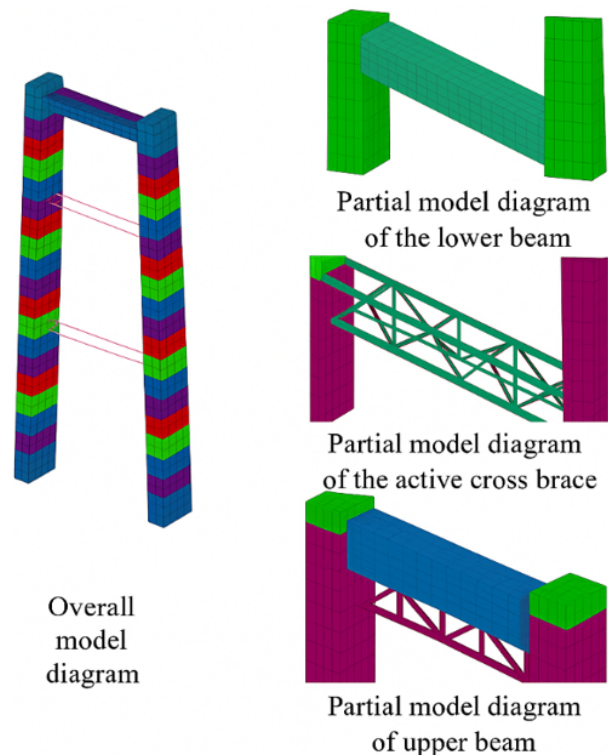 Partial model diagram
of the lower beam
Partial model diagram
of the active cross brace
Overall
model
diagram
Partial model diagram
of upper beam